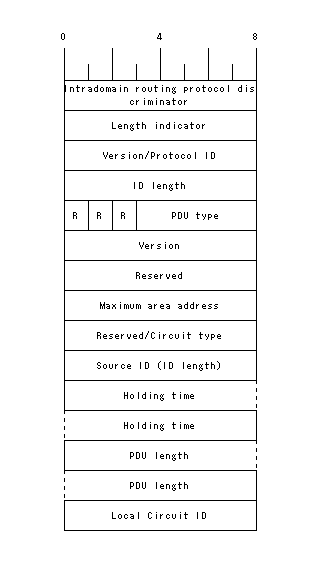 0 4 8
Intradomain routing protocol dis
criminator
Length indicator
Version/Protocol ID
ID length
R R R PDU type
Version
Reserved
Maximum area address
Reserved/Circuit type
Source ID (ID length)
Holding time
Holding time
PDU length
PDU length
Local Circuit ID